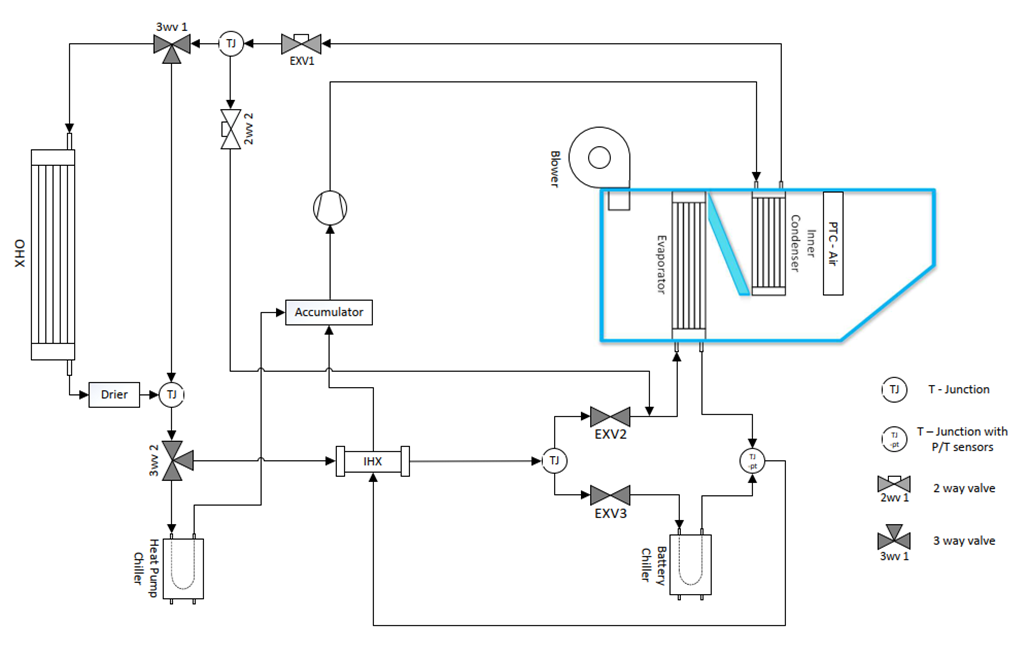 3wv 1
TJ
EXV1
2wv 2
Blower
OHX
Evaporator
Inner
Condenser
PTC - Air
Accumulator
Drier
TJ
EXV2
3wv 2
IHX
TJ
TJ
-pt
EXV3
Heat Pump
Chiller
Battery
Chiller
TJ
T - Junction
TJ
-pt
T – Junction with
P/T sensors
2wv 1
2 way valve
3wv 1
3 way valve